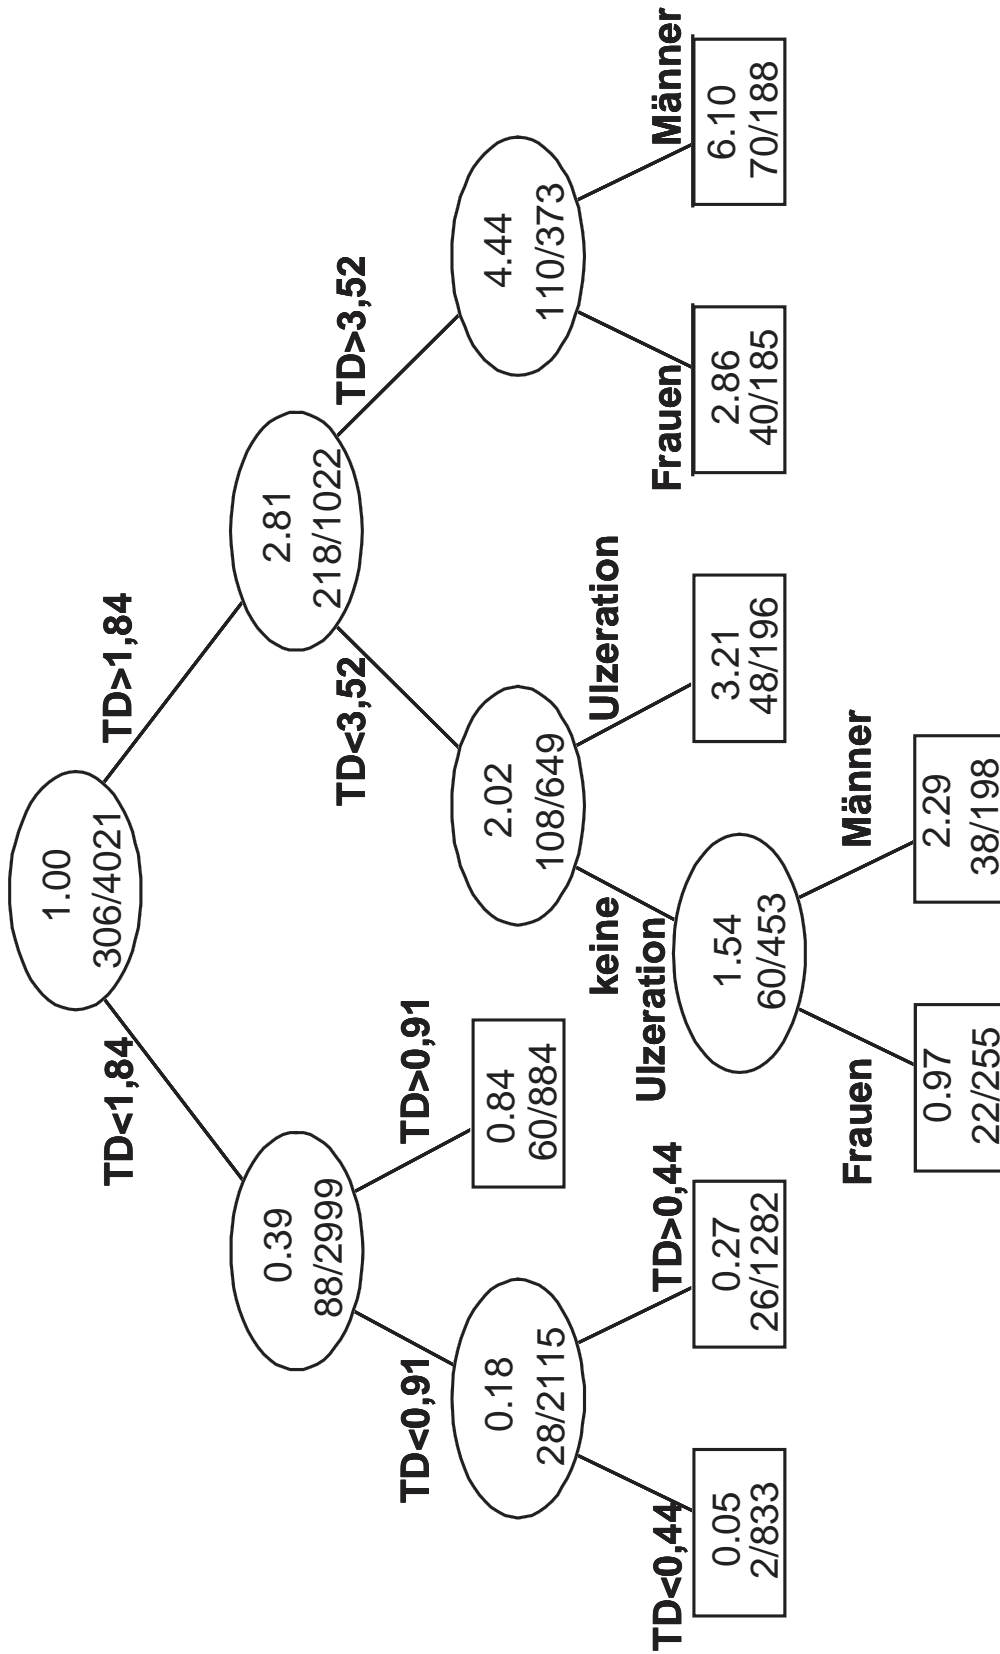 1.00
306/4021
TD<1,84
TD>1,84
0.39
88/2999
2.81
218/1022
TD<0,91
TD>0,91
TD<3,52
TD>3,52
0.18
28/2115
0.84
60/884
2.02
108/649
4.44
110/373
TD<0,44
TD>0,44
keine
Ulzeration
Ulzeration
Frauen
Männer
0.05
2/833
0.27
26/1282
1.54
60/453
3.21
48/196
2.86
40/185
6.10
70/188
Frauen
Männer
0.97
22/255
2.29
38/198